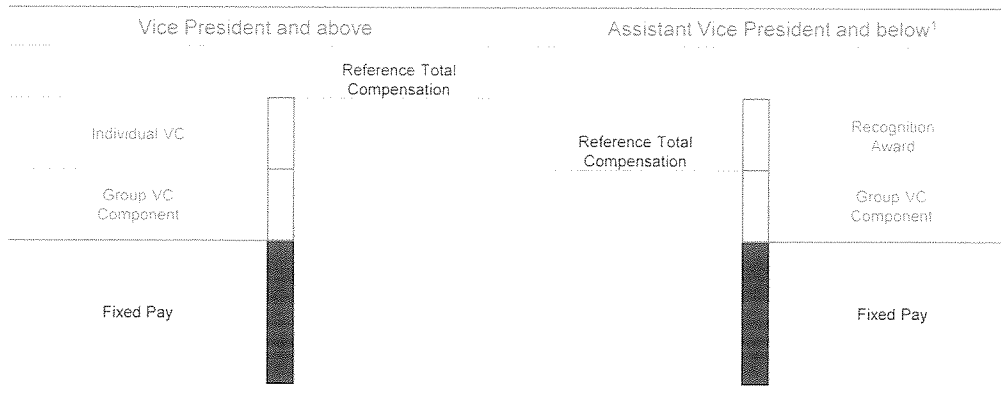 Vice President and above
Reference Total
Compensation
Individual VC
Group VC
Component
Fixed Pay
Assistant Vice President and below¹
Reference Total
Compensation
Recognition
Award
Group VC
Component
Fixed Pay